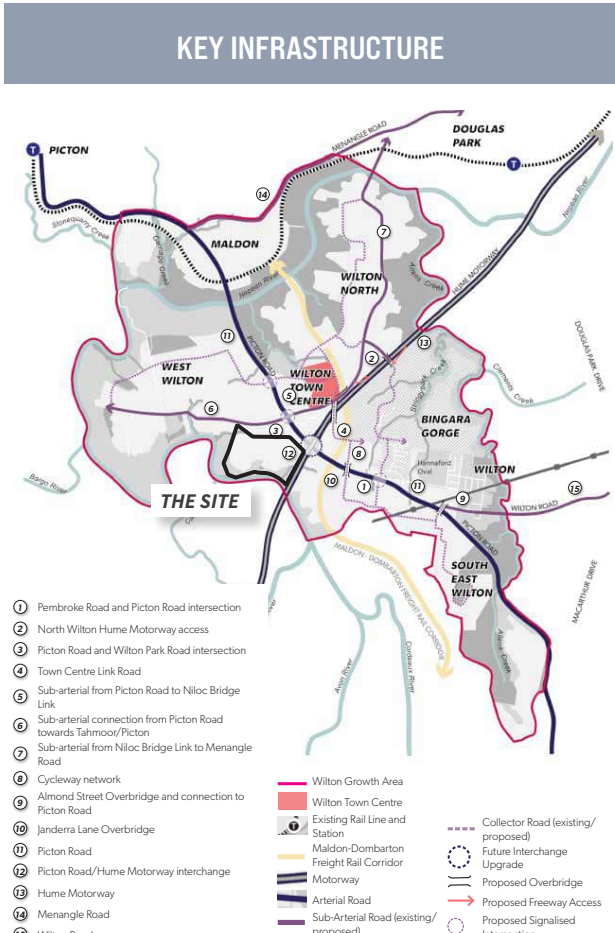 KEY INFRASTRUCTURE
DOUGLAS
PARK
MENANGLE ROAD
T
PICTON
T
14
Stonequarry Creek
Nepean River
7
MALDON
Carriage Creek
Allens Creek
HUME MOTORWAY
WILTON
NORTH
Nepean River
11
PICTON ROAD
13
2
DOUGLAS PARK
DRIVE
WEST
WILTON
WILTON
TOWN
CENTRE
Stringybark Creek
Clements Creek
5
6
BINGARA
GORGE
3
4
12
8
Hannaford
Oval
WILTON
Bargo River
10
1
11
9
15
WILTON ROAD
THE SITE
PICTON ROAD
MALDON - DOMBARTON FREIGHT RAIL CORRIDOR
SOUTH
EAST
WILTON
MACARTHUR DRIVE
Allens Creek
Avon River
Cordeaux River
1 Pembroke Road and Picton Road intersection
2 North Wilton Hume Motorway access
3 Picton Road and Wilton Park Road intersection
4 Town Centre Link Road
5 Sub-arterial from Picton Road to Niloc Bridge
Link
6 Sub-arterial connection from Picton Road
towards Tahmoor/Picton
7 Sub-arterial from Niloc Bridge Link to Menangle
Road
8 Cycleway network
9 Almond Street Overbridge and connection to
Picton Road
10 Janderra Lane Overbridge
11 Picton Road
12 Picton Road/Hume Motorway interchange
13 Hume Motorway
14 Menangle Road
Wilton Growth Area
Wilton Town Centre
T
Existing Rail Line and
Station
Maldon-Dombarton
Freight Rail Corridor
Motorway
Arterial Road
Sub-Arterial Road (existing/
proposed)
Collector Road (existing/
proposed)
Future Interchange
Upgrade
Proposed Overbridge
Proposed Freeway Access
Proposed Signalised